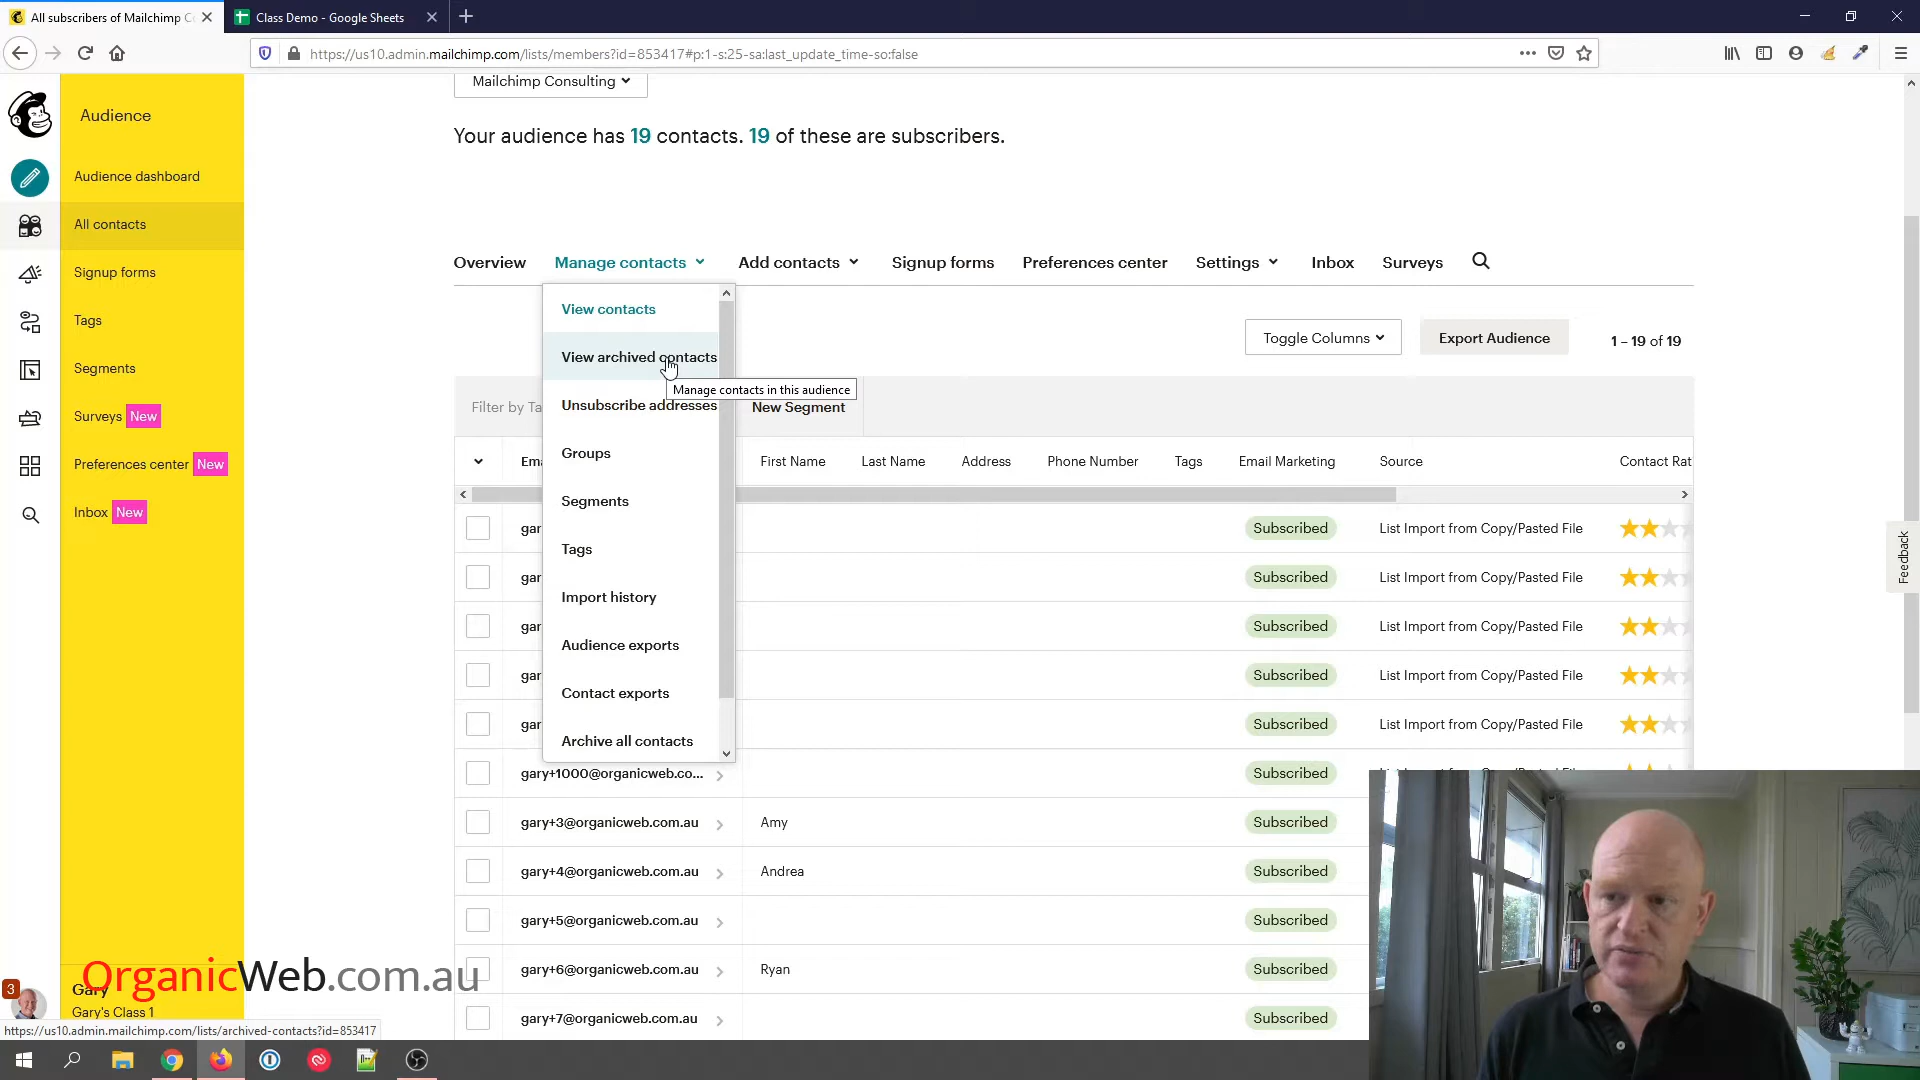 All subscribers of Mailchimp C
Class Demo - Google Sheets
https://us10.admin.mailchimp.com/lists/members?id=853417#p:1-s:25-sa:last_update_time-so:false
Mailchimp Consulting
Your audience has 19 contacts. 19 of these are subscribers.
Audience
Audience dashboard
All contacts
Signup forms
Tags
Segments
Surveys New
Preferences center New
Inbox New
Overview
Manage contacts
Add contacts
Signup forms
Preferences center
Settings
Inbox
Surveys
View contacts
View archived contacts
Manage contacts in this audience
Unsubscribe addresses
Groups
Segments
Tags
Import history
Audience exports
Contact exports
Archive all contacts
Toggle Columns
Export Audience
1 – 19 of 19
Filter by Ta
New Segment
Ema
First Name
Last Name
Address
Phone Number
Tags
Email Marketing
Source
Contact Rat
gar
Subscribed
List Import from Copy/Pasted File
gar
Subscribed
List Import from Copy/Pasted File
gar
Subscribed
List Import from Copy/Pasted File
gar
Subscribed
List Import from Copy/Pasted File
gar
Subscribed
List Import from Copy/Pasted File
gary+1000@organicweb.co...
Subscribed
gary+3@organicweb.com.au
Amy
Subscribed
gary+4@organicweb.com.au
Andrea
Subscribed
gary+5@organicweb.com.au
Subscribed
gary+6@organicweb.com.au
Ryan
Subscribed
gary+7@organicweb.com.au
Subscribed
Feedback
OrganicWeb.com.au
3
Gary
Gary's Class 1
https://us10.admin.mailchimp.com/lists/archived-contacts?id=853417